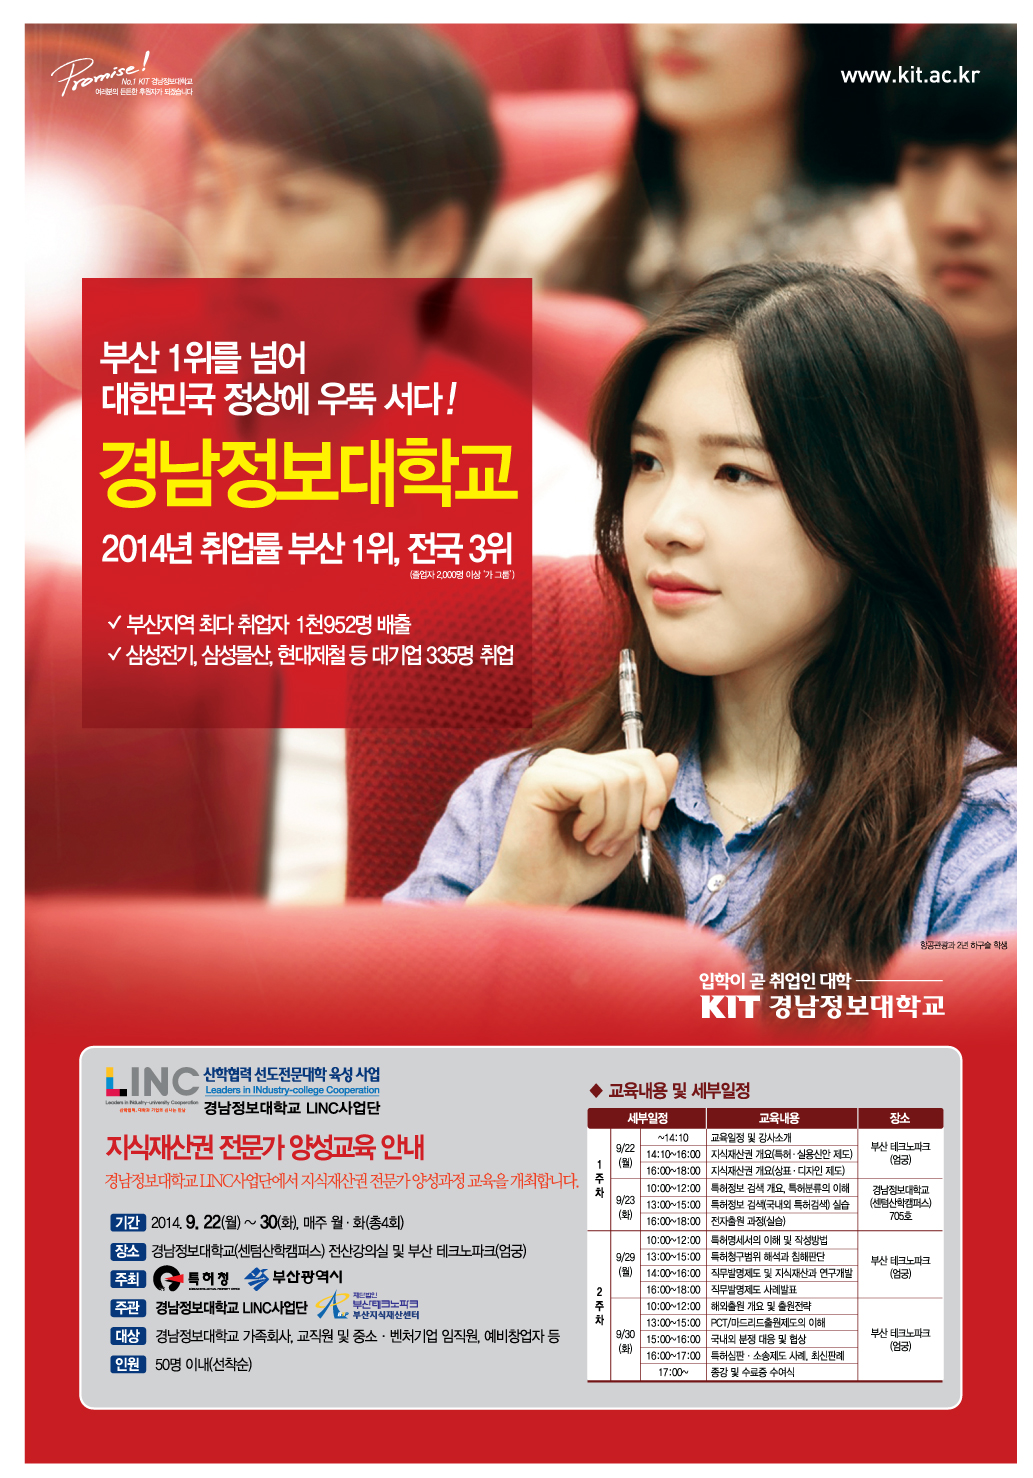 Promise!
No.1 KIT 경남정보대학교
여러분의 든든한 후원자가 되겠습니다
www.kit.ac.kr
부산 1위를 넘어
대한민국 정상에 우뚝 서다!
경남정보대학교
2014년 취업률 부산 1위, 전국 3위
(졸업자 2,000명 이상 '가 그룹')
✓ 부산지역 최다 취업자 1천952명 배출
✓ 삼성전기, 삼성물산, 현대제철 등 대기업 335명 취업
항공관광과 2년 하구슬 학생
입학이 곧 취업인 대학
KIT 경남정보대학교
LINC
Leaders in INdustry-university Cooperation
산학협력 선도전문대학 육성 사업
Leaders in INdustry-college Cooperation
경남정보대학교 LINC사업단
지식재산권 전문가 양성교육 안내
경남정보대학교 LINC사업단에서 지식재산권 전문가 양성과정 교육을 개최합니다.
기간 2014. 9. 22(월) ~ 30(화), 매주 월·화(총4회)
장소 경남정보대학교(센텀산학캠퍼스) 전산강의실 및 부산 테크노파크(엄궁)
주최 특허청 부산광역시
주관 경남정보대학교 LINC사업단 재단법인 부산테크노파크 부산지식재산센터
대상 경남정보대학교 가족회사, 교직원 및 중소·벤처기업 임직원, 예비창업자 등
인원 50명 이내(선착순)
◆ 교육내용 및 세부일정
세부일정 교육내용 장소
1주차
9/22 (월)
~14:10 교육일정 및 강사소개
14:10~16:00 지식재산권 개요(특허·실용신안 제도)
16:00~18:00 지식재산권 개요(상표·디자인 제도)
부산 테크노파크
(엄궁)
9/23 (화)
10:00~12:00 특허정보 검색 개요, 특허분류의 이해
13:00~15:00 특허정보 검색(국내외 특허검색) 실습
16:00~18:00 전자출원 과정(실습)
경남정보대학교
(센텀산학캠퍼스)
705호
2주차
9/29 (월)
10:00~12:00 특허명세서의 이해 및 작성방법
13:00~15:00 특허청구범위 해석과 침해판단
14:00~16:00 직무발명제도 및 지식재산과 연구개발
16:00~18:00 직무발명제도 사례발표
부산 테크노파크
(엄궁)
9/30 (화)
10:00~12:00 해외출원 개요 및 출원전략
13:00~15:00 PCT/마드리드출원제도의 이해
15:00~16:00 국내외 분쟁 대응 및 협상
16:00~17:00 특허심판·소송제도 사례, 최신판례
17:00~ 종강 및 수료증 수여식
부산 테크노파크
(엄궁)